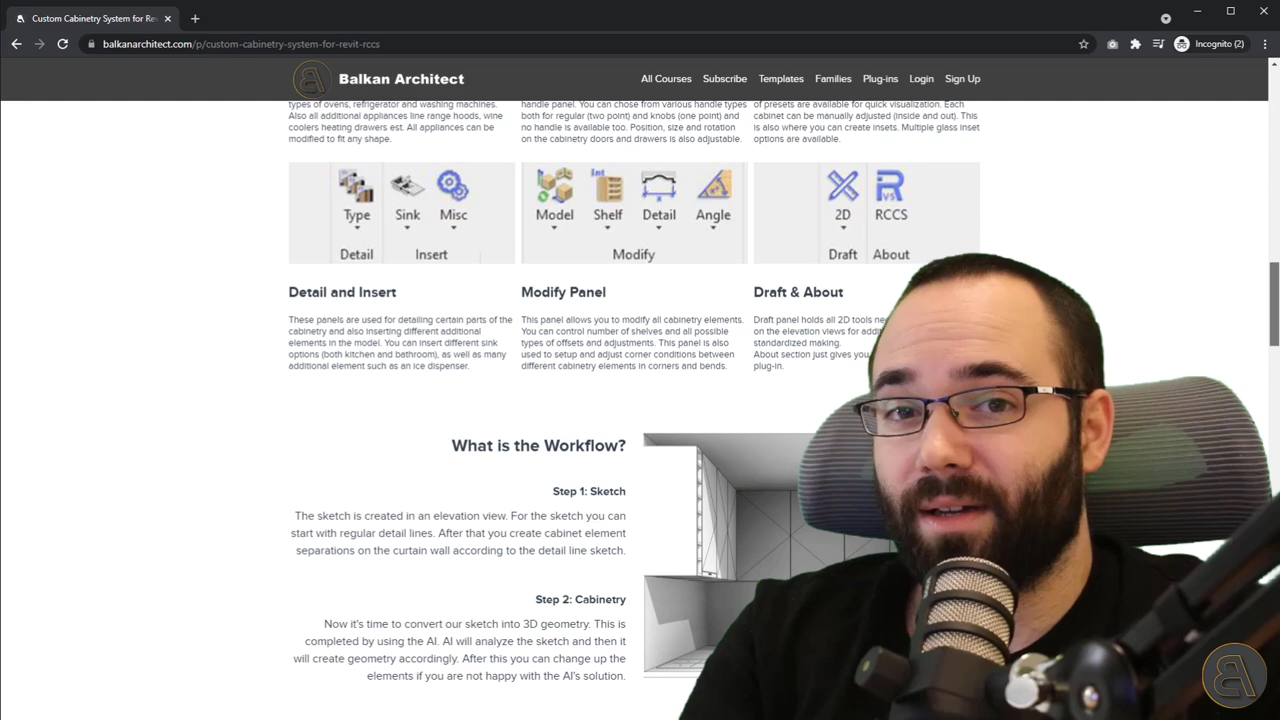 Custom Cabinetry System for Re
balkanarchitect.com/p/custom-cabinetry-system-for-revit-rccs
Incognito (2)
Balkan Architect
All Courses
Subscribe
Templates
Families
Plug-ins
Login
Sign Up
types of ovens, refrigerator and washing machines.
Also all additional appliances line range hoods, wine
coolers heating drawers est. All appliances can be
modified to fit any shape.
handle panel. You can chose from various handle types
both for regular (two point) and knobs (one point) and
no handle is available too. Position, size and rotation
on the cabinetry doors and drawers is also adjustable.
of presets are available for quick visualization. Each
cabinet can be manually adjusted (inside and out). This
is also where you can create insets. Multiple glass inset
options are available.
Type
Sink
Misc
Detail
Insert
Int
Model
Shelf
Detail
Angle
Modify
2D
RCCS
Draft
About
Detail and Insert
These panels are used for detailing certain parts of the
cabinetry and also inserting different additional
elements in the model. You can insert different sink
options (both kitchen and bathroom), as well as many
additional element such as an ice dispenser.
Modify Panel
This panel allows you to modify all cabinetry elements.
You can control number of shelves and all possible
types of offsets and adjustments. This panel is also
used to setup and adjust corner conditions between
different cabinetry elements in corners and bends.
Draft & About
Draft panel holds all 2D tools
on the elevation views for
standardized making.
About section just gives you
plug-in.
What is the Workflow?
Step 1: Sketch
The sketch is created in an elevation view. For the sketch you can
start with regular detail lines. After that you create cabinet element
separations on the curtain wall according to the detail line sketch.
Step 2: Cabinetry
Now it's time to convert our sketch into 3D geometry. This is
completed by using the AI. AI will analyze the sketch and then it
will create geometry accordingly. After this you can change up the
elements if you are not happy with the AI's solution.